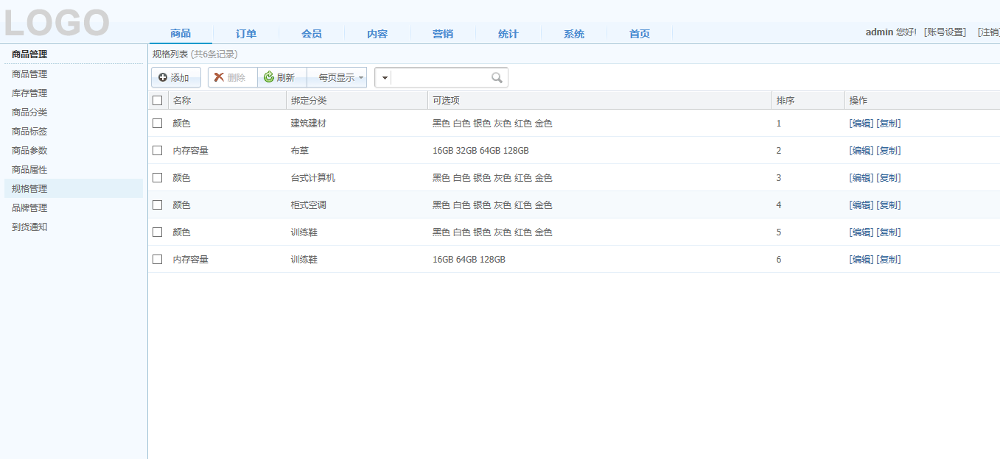 LOGO
商品 订单 会员 内容 营销 统计 系统 首页
admin 您好! [账号设置] [注销]
商品管理
商品管理
库存管理
商品分类
商品标签
商品参数
商品属性
规格管理
品牌管理
到货通知
规格列表 (共6条记录)
添加 删除 刷新 每页显示
名称 绑定分类 可选项 排序 操作
颜色 建筑建材 黑色 白色 银色 灰色 红色 金色 1 [编辑] [复制]
内存容量 布草 16GB 32GB 64GB 128GB 2 [编辑] [复制]
颜色 台式计算机 黑色 白色 银色 灰色 红色 金色 3 [编辑] [复制]
颜色 柜式空调 黑色 白色 银色 灰色 红色 金色 4 [编辑] [复制]
颜色 训练鞋 黑色 白色 银色 灰色 红色 金色 5 [编辑] [复制]
内存容量 训练鞋 16GB 64GB 128GB 6 [编辑] [复制]